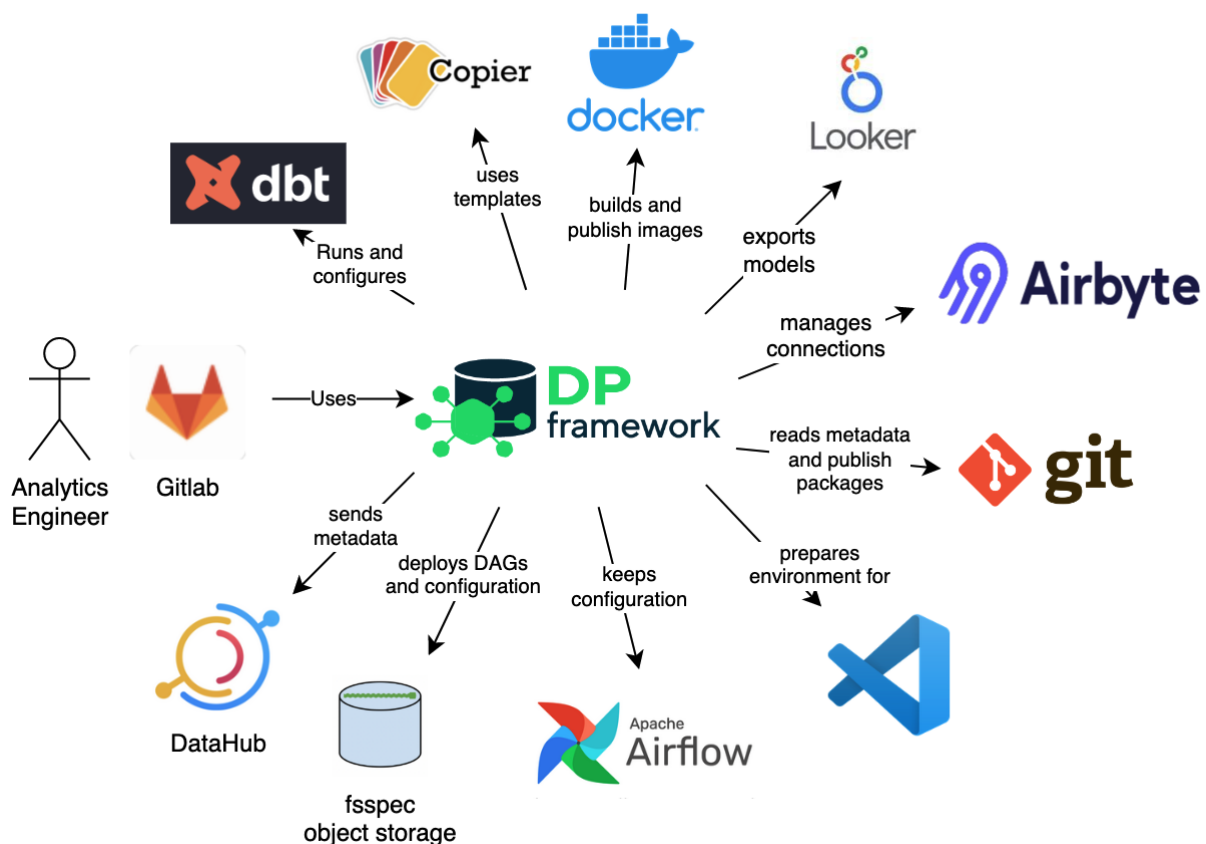 Copier
docker
Looker
dbt
uses
templates
builds and
publish images
exports
models
Runs and
configures
Airbyte
manages
connections
Uses
DP
framework
reads metadata
and publish
packages
git
Analytics
Engineer
Gitlab
sends
metadata
deploys DAGs
and configuration
keeps
configuration
prepares
environment for
DataHub
Apache
Airflow
fsspec
object storage